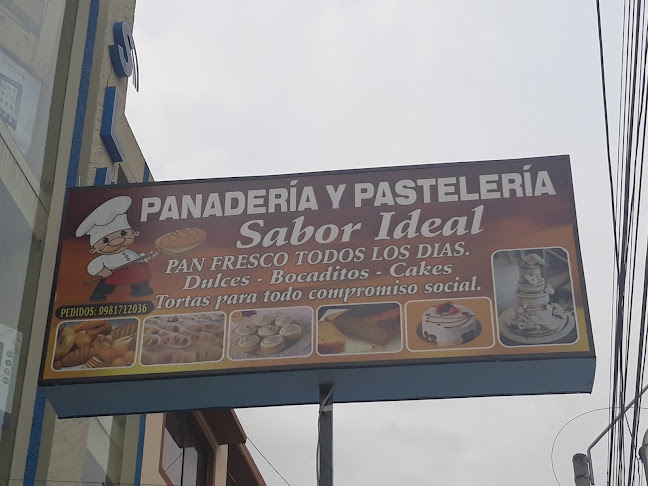 PANADERÍA Y PASTELERÍA
Sabor Ideal
PAN FRESCO TODOS LOS DIAS.
Dulces - Bocaditos - Cakes
Tortas para todo compromiso social.
PEDIDOS: 0981712036